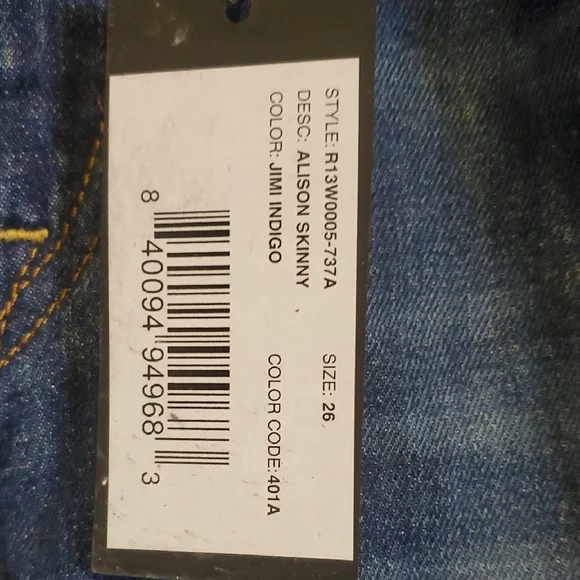 STYLE: R13W0005-737A SIZE: 26
DESC: ALISON SKINNY
COLOR: JIMI INDIGO COLOR CODE: 401A
8 40094 94968 3